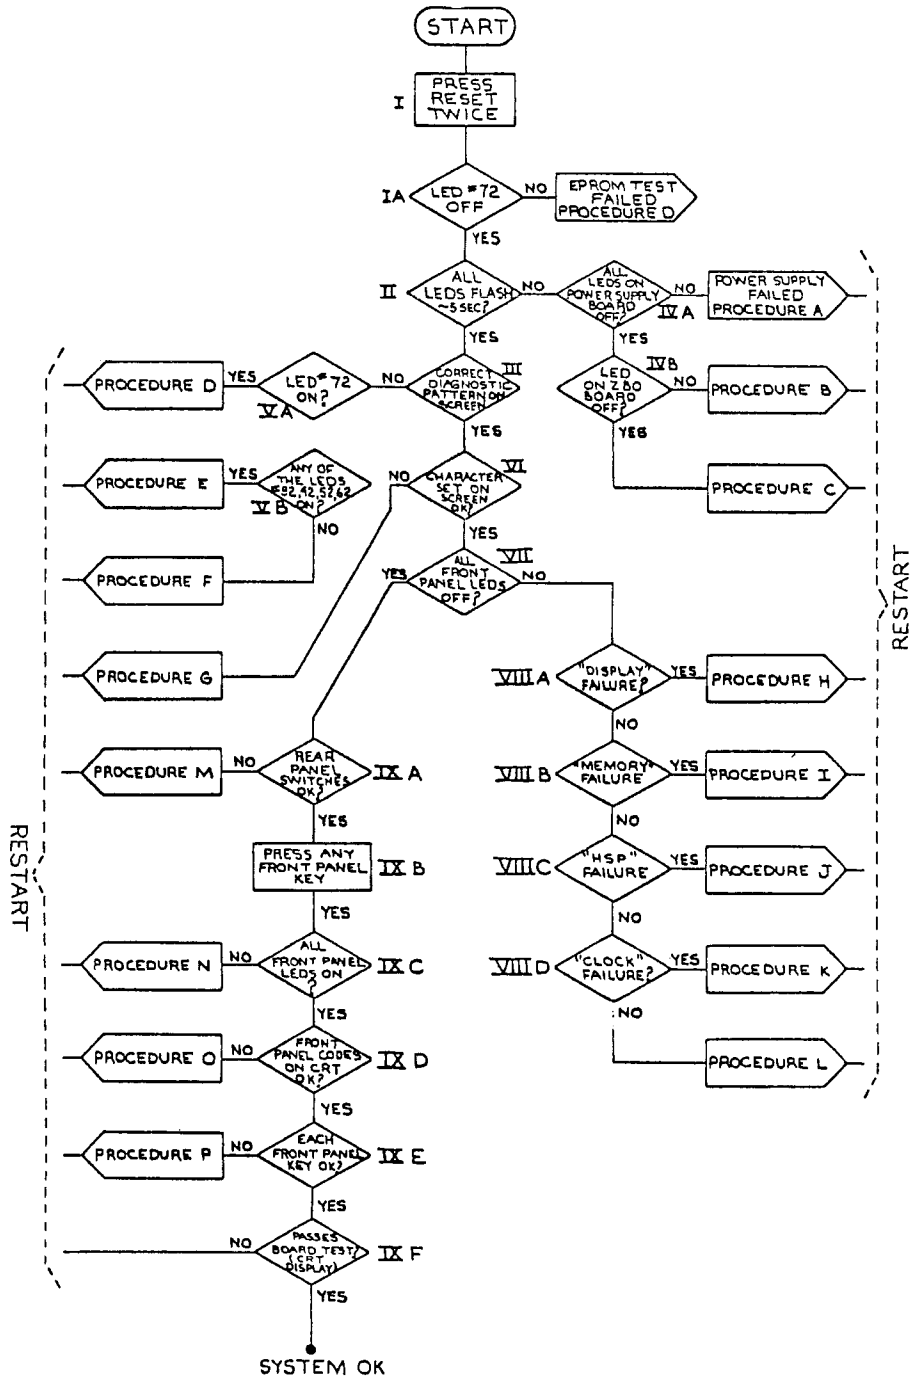 START
I
PRESS
RESET
TWICE
IA
LED #72
OFF
NO
EPROM TEST
FAILED
PROCEDURE D
YES
II
ALL
LEDS FLASH
~5 SEC?
NO
ALL
LEDS ON
POWER SUPPLY
BOARD
OFF?
IV A
NO
POWER SUPPLY
FAILED
PROCEDURE A
YES
YES
III
CORRECT
DIAGNOSTIC
PATTERN ON
SCREEN
NO
LED #72
ON?
V A
YES
PROCEDURE D
IV B
LED
ON Z80
BOARD
OFF?
NO
PROCEDURE B
YES
YES
PROCEDURE C
VI
CHARACTER
SET ON
SCREEN
OK?
NO
ANY OF
THE LEDS
42,52,62
ON?
V B
YES
PROCEDURE E
NO
PROCEDURE F
YES
VII
ALL
FRONT
PANEL LEDS
OFF?
YES
NO
PROCEDURE G
VIII A
"DISPLAY"
FAILURE?
YES
PROCEDURE H
NO
REAR
PANEL
SWITCHES
OK?
IX A
NO
PROCEDURE M
VIII B
"MEMORY"
FAILURE
YES
PROCEDURE I
YES
NO
PRESS ANY
FRONT PANEL
KEY
IX B
VIII C
"HSP"
FAILURE
YES
PROCEDURE J
YES
NO
ALL
FRONT PANEL
LEDS ON
?
IX C
NO
PROCEDURE N
VIII D
"CLOCK"
FAILURE?
YES
PROCEDURE K
YES
NO
FRONT
PANEL CODES
ON CRT
OK?
IX D
NO
PROCEDURE O
PROCEDURE L
YES
EACH
FRONT PANEL
KEY OK?
IX E
NO
PROCEDURE P
YES
PASSES
BOARD TEST?
(CRT
DISPLAY)
IX F
NO
YES
SYSTEM OK
RESTART
RESTART